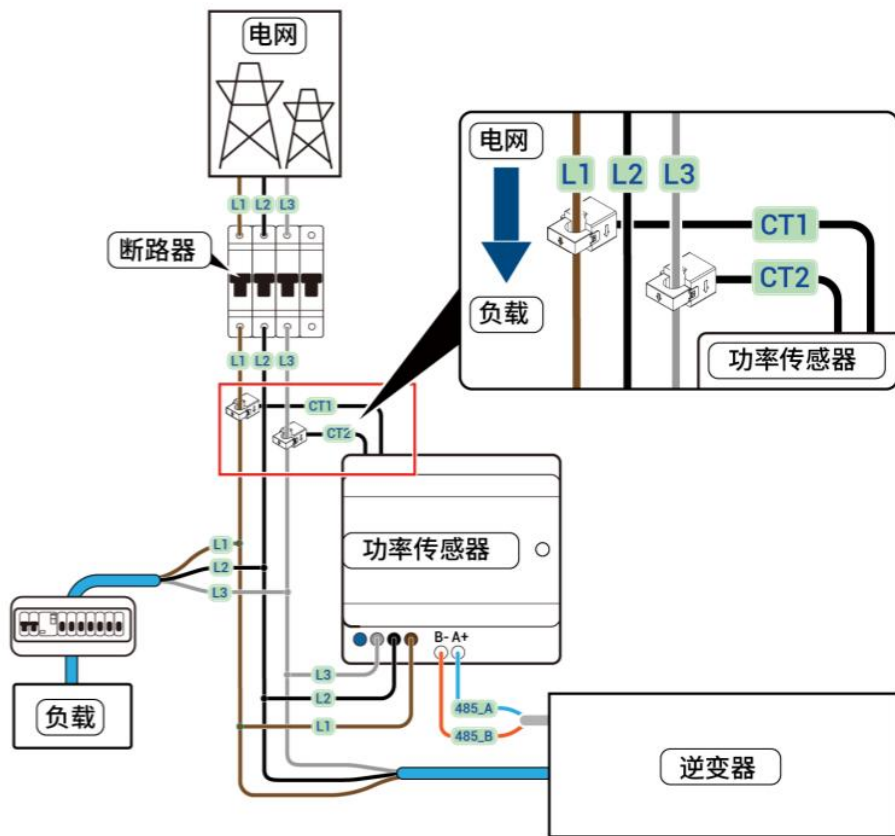 电网
L1 L2 L3
断路器
L1 L2 L3
CT1
CT2
电网
L1 L2 L3
CT1
CT2
负载
功率传感器
功率传感器
L1
L2
L3
B- A+
负载
L3
L2
L1
485_A
485_B
逆变器